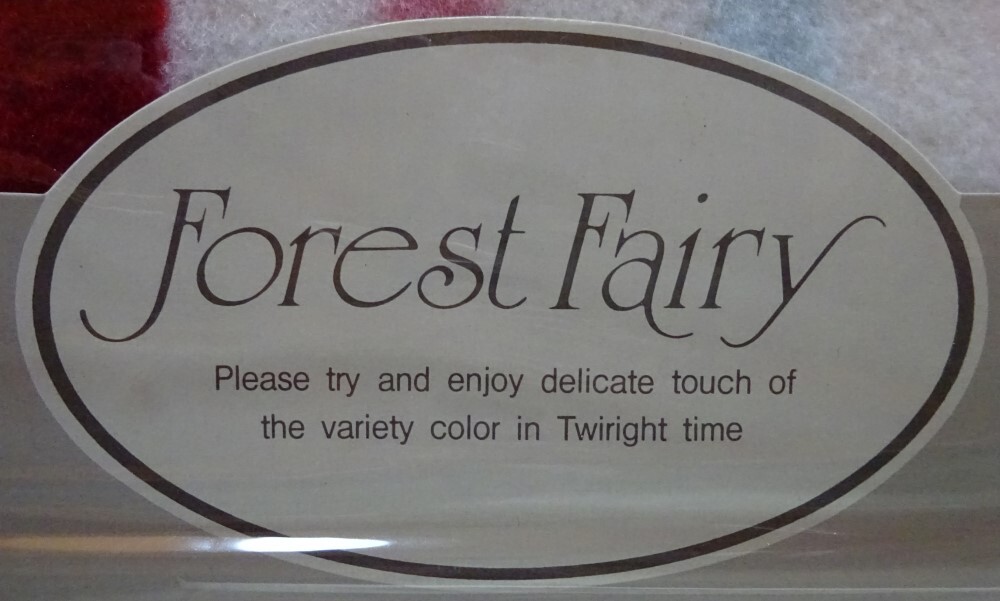 Forest Fairy
Please try and enjoy delicate touch of
the variety color in Twiright time